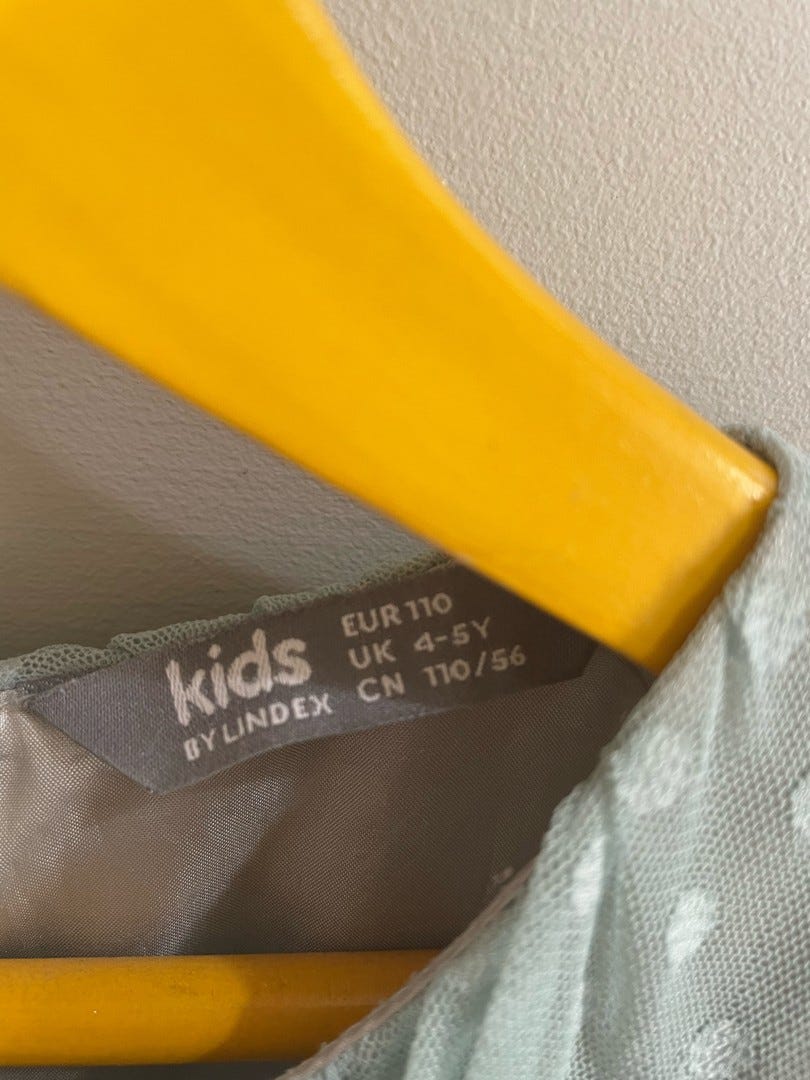 kids
BY LINDEX
EUR 110
UK 4-5Y
CN 110/56